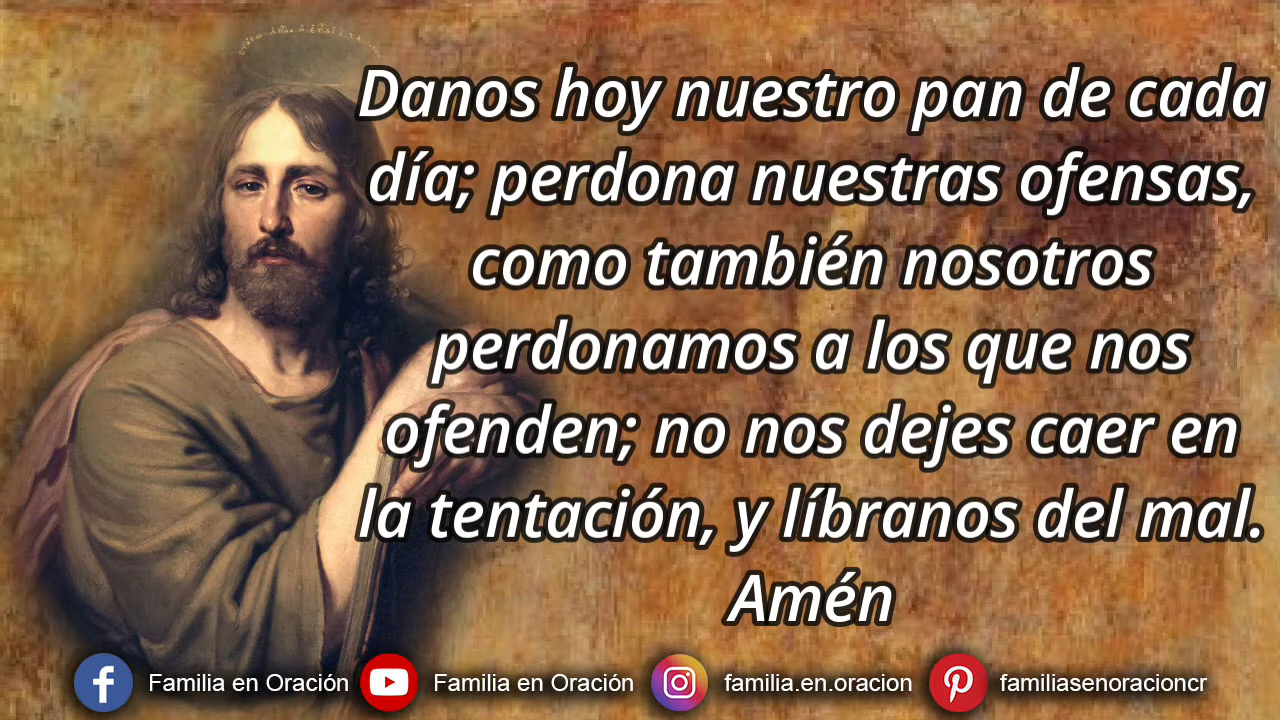 Danos hoy nuestro pan de cada
día; perdona nuestras ofensas,
como también nosotros
perdonamos a los que nos
ofenden; no nos dejes caer en
la tentación, y líbranos del mal.
Amén
Familia en Oración
Familia en Oración
familia.en.oracion
familiasenoracioncr